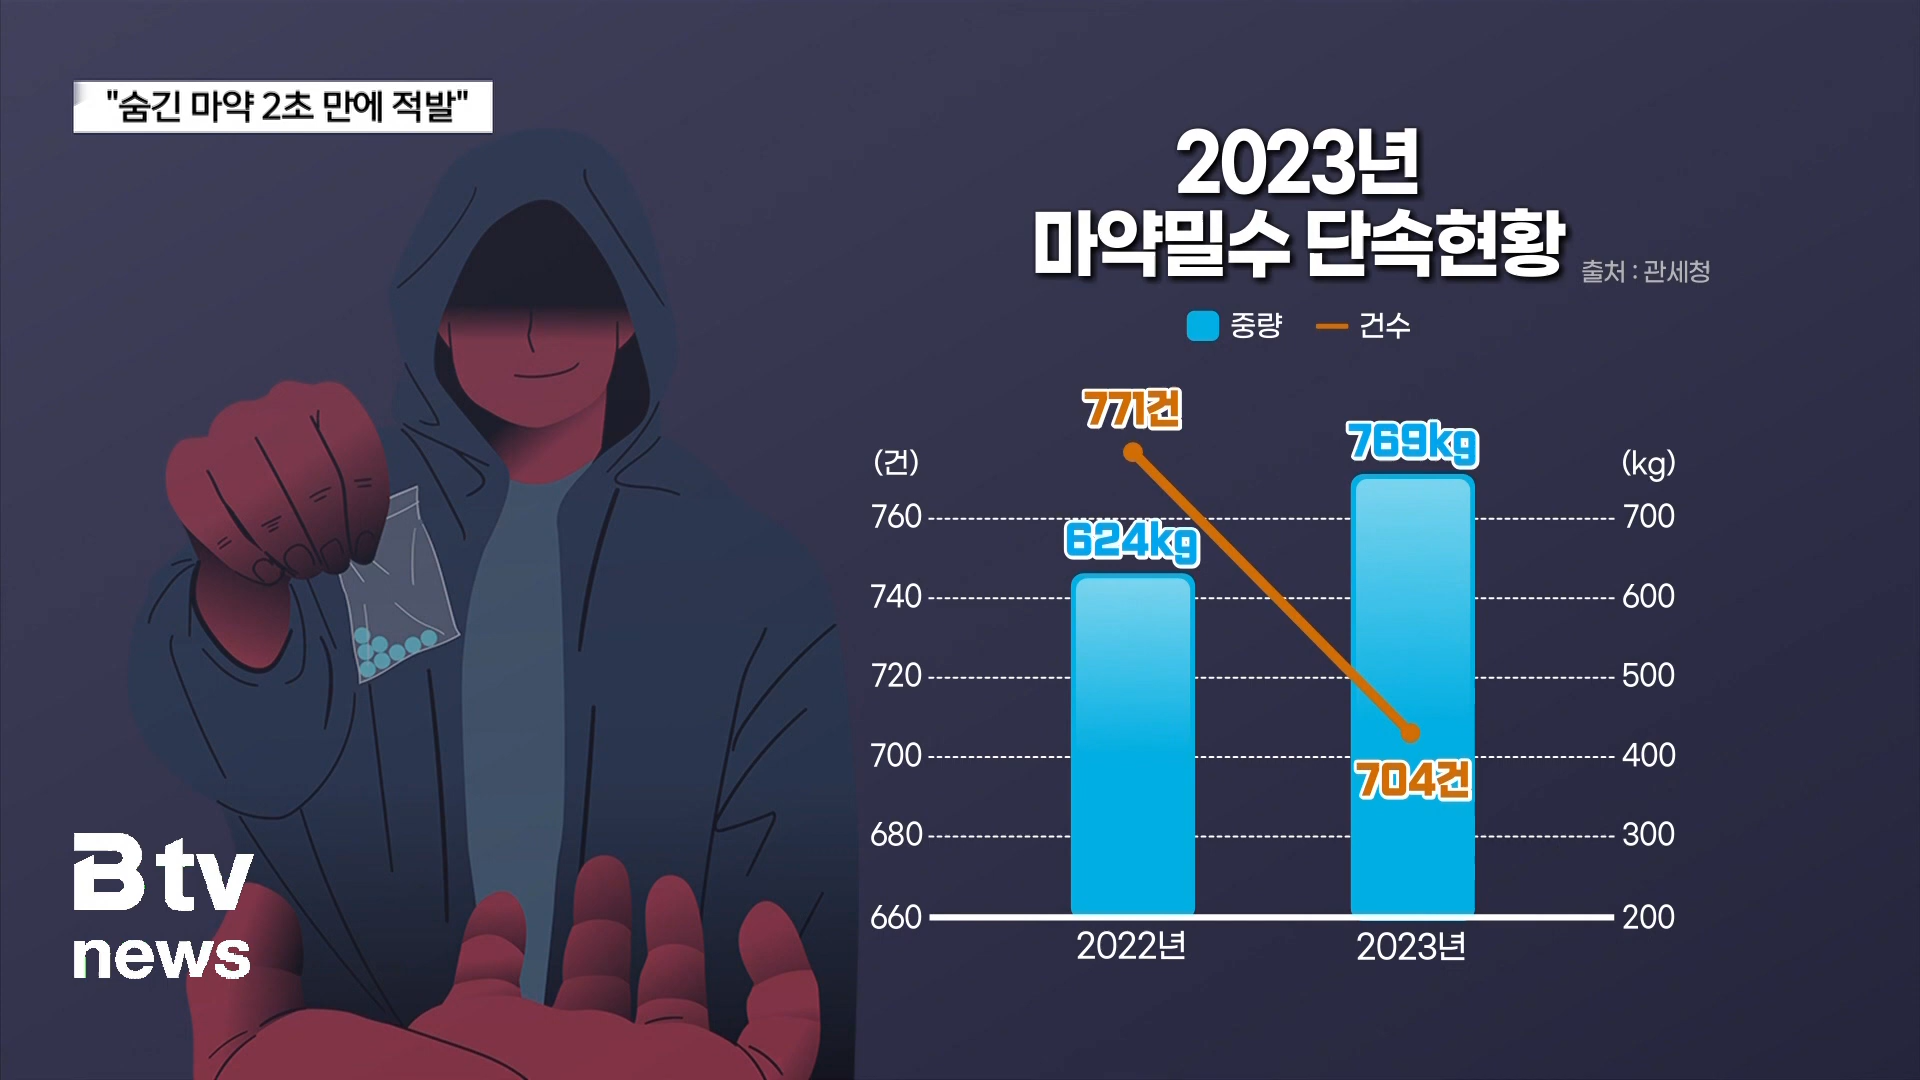 "숨긴 마약 2초 만에 적발"
2023년
마약밀수 단속현황
출처 : 관세청
중량 건수
771건
769kg
(건) (kg)
760 700
624kg
740 600
720 500
700 400
704건
680 300
660 200
2022년 2023년
B tv
news